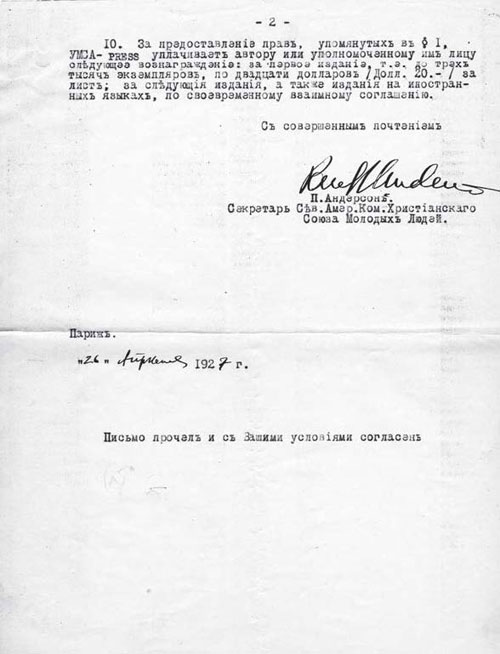 - 2 -
10. За предоставленіе правъ, упомянутыхъ въ § I,
YMCA-PRESS уплачиваетъ автору или уполномоченному имъ лицу
слѣдующее вознагражденіе: за первое изданіе, т.э. до трехъ
тысячъ экземпляровъ, по двадцати долларовъ /Долл. 20.-/ за
листъ; за слѣдующія изданія, а также изданія на иностран-
ныхъ языкахъ, по своевременному взаимному соглашенію.
Съ совершеннымъ почтеніемъ
П.Андерсонъ.
Секретарь Сѣв.Амер.Ком.Христіанскаго
Союза Молодыхъ Людей.
Парижъ.
"26" Апрѣля 1927 г.
Письмо прочелъ и съ Вашими условіями согласенъ